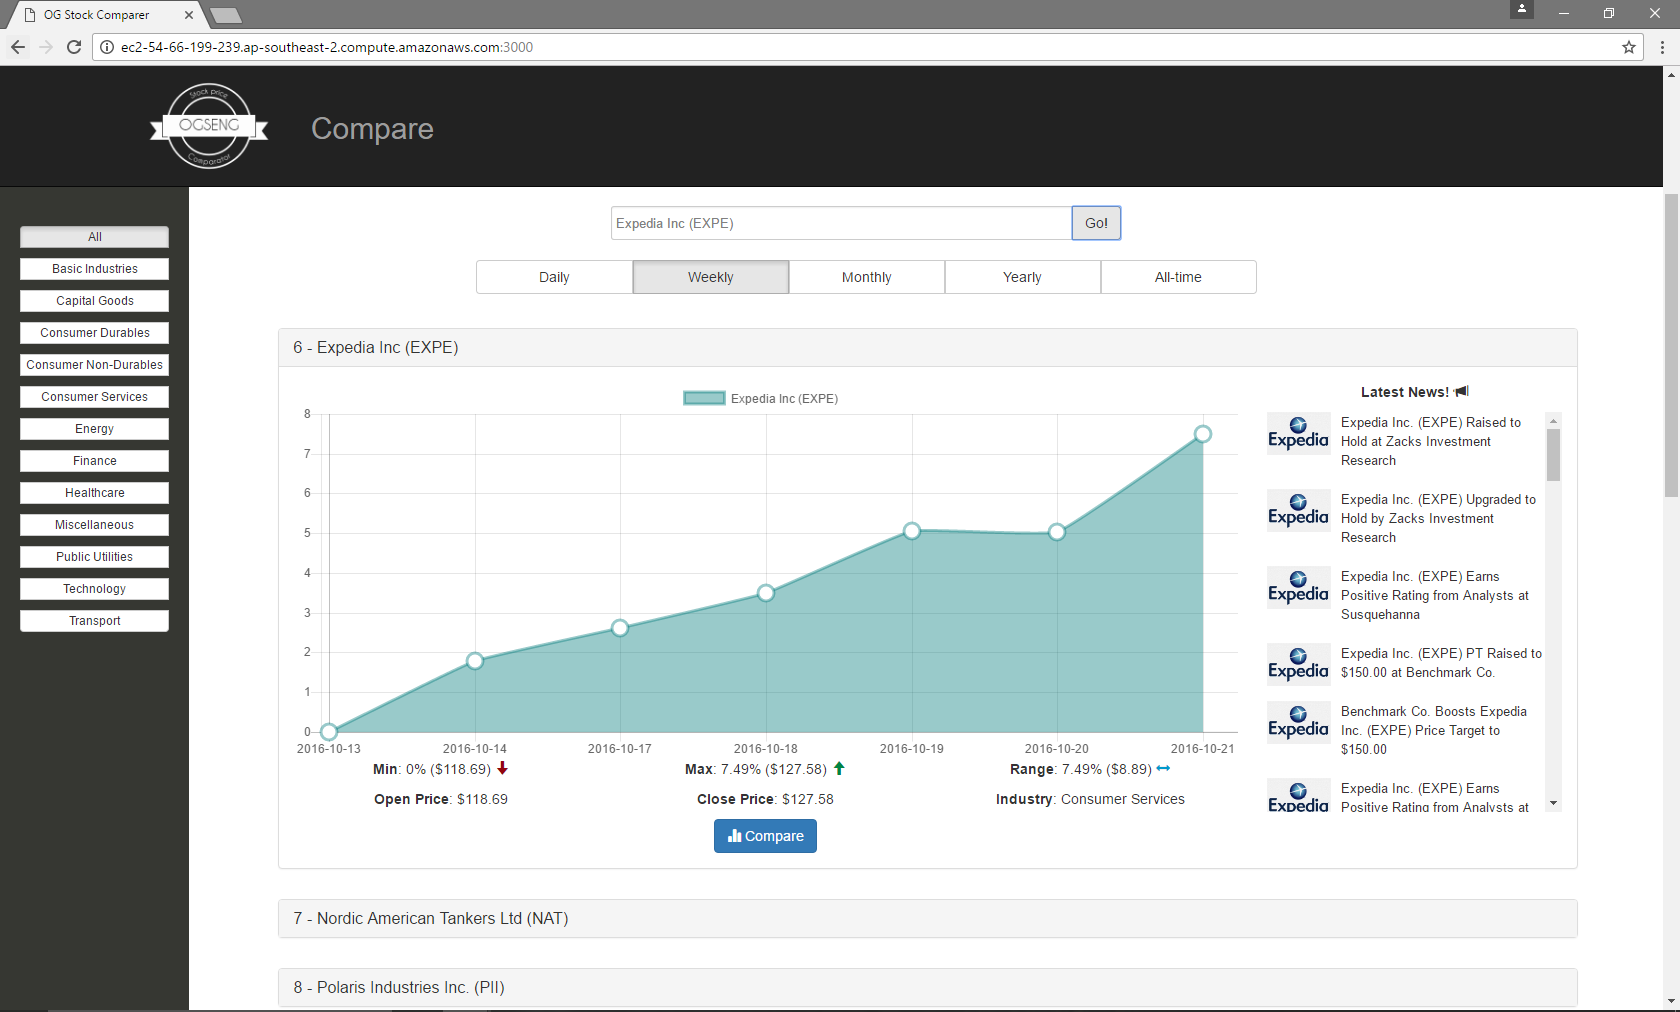 OG Stock Comparer
ec2-54-66-199-239.ap-southeast-2.compute.amazonaws.com:3000
Stock price
OGSENG
Comparator
Compare
All
Basic Industries
Capital Goods
Consumer Durables
Consumer Non-Durables
Consumer Services
Energy
Finance
Healthcare
Miscellaneous
Public Utilities
Technology
Transport
Expedia Inc (EXPE) Go!
Daily Weekly Monthly Yearly All-time
6 - Expedia Inc (EXPE)
Expedia Inc (EXPE)
8
7
6
5
4
3
2
1
0
2016-10-13 2016-10-14 2016-10-17 2016-10-18 2016-10-19 2016-10-20 2016-10-21
Min: 0% ($118.69) Max: 7.49% ($127.58) Range: 7.49% ($8.89)
Open Price: $118.69 Close Price: $127.58 Industry: Consumer Services
Compare
Latest News!
Expedia
Expedia Inc. (EXPE) Raised to
Hold at Zacks Investment
Research
Expedia
Expedia Inc. (EXPE) Upgraded to
Hold by Zacks Investment
Research
Expedia
Expedia Inc. (EXPE) Earns
Positive Rating from Analysts at
Susquehanna
Expedia
Expedia Inc. (EXPE) PT Raised to
$150.00 at Benchmark Co.
Expedia
Benchmark Co. Boosts Expedia
Inc. (EXPE) Price Target to
$150.00
Expedia
Expedia Inc. (EXPE) Earns
Positive Rating from Analysts at
7 - Nordic American Tankers Ltd (NAT)
8 - Polaris Industries Inc. (PII)